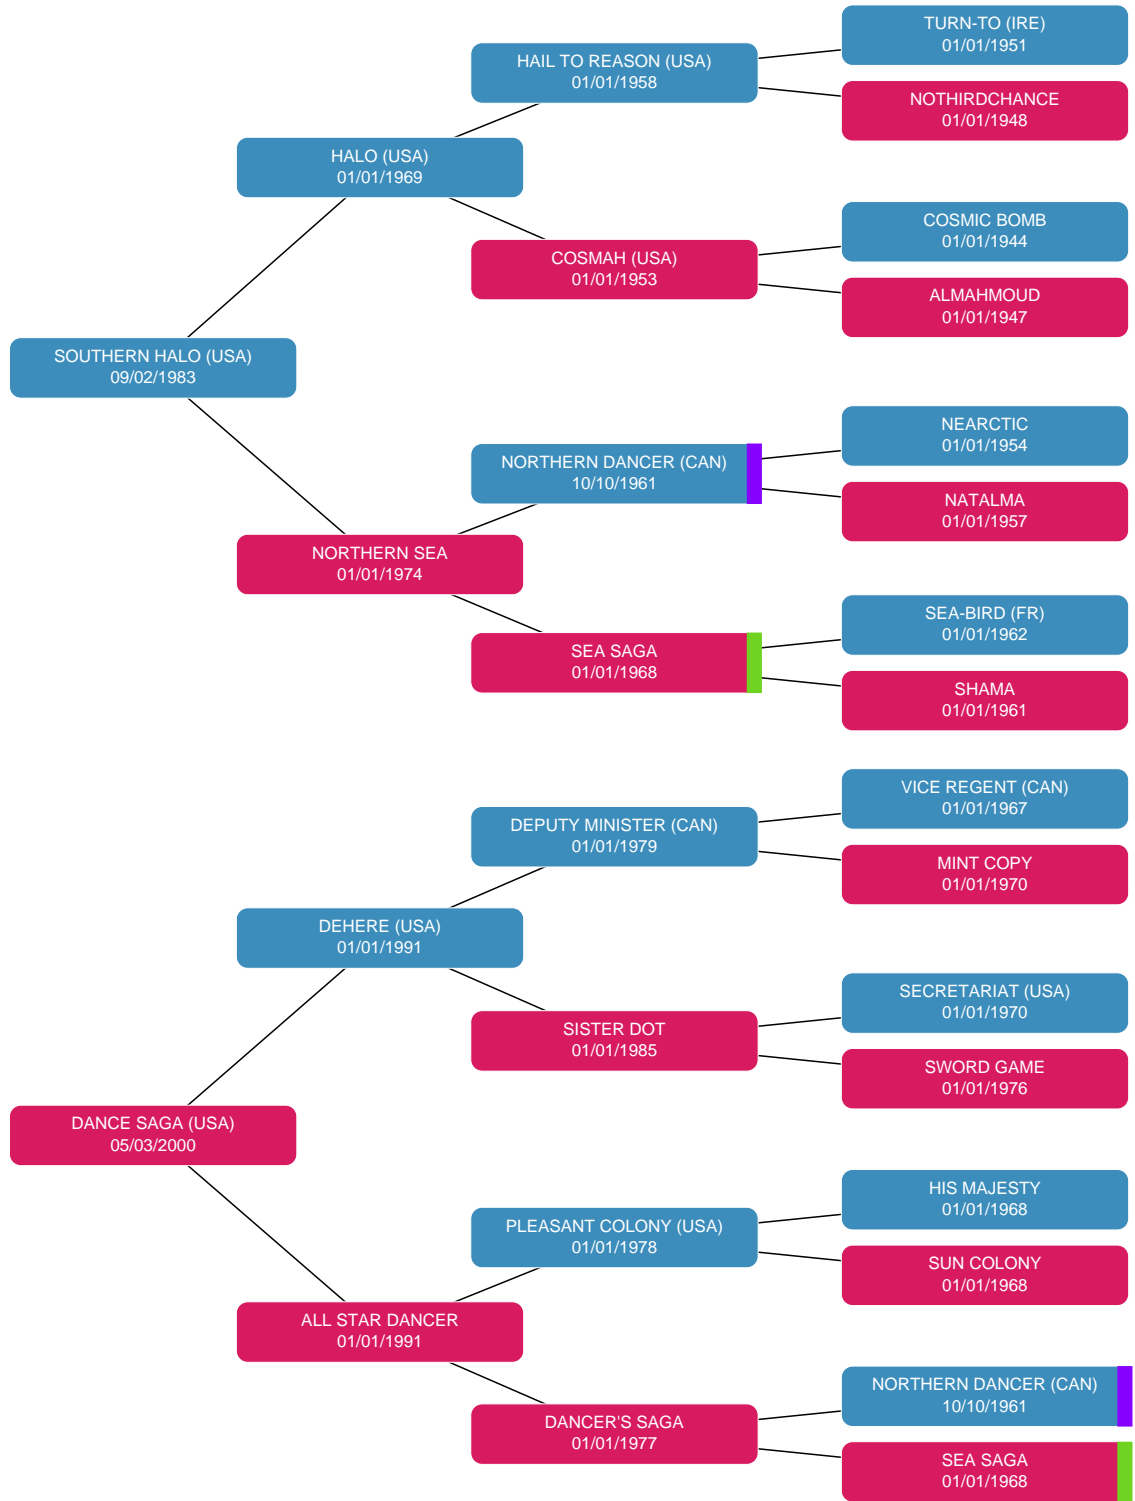 TURN-TO (IRE)
01/01/1951
HAIL TO REASON (USA)
01/01/1958
NOTHIRDCHANCE
01/01/1948
HALO (USA)
01/01/1969
COSMIC BOMB
01/01/1944
COSMAH (USA)
01/01/1953
ALMAHMOUD
01/01/1947
SOUTHERN HALO (USA)
09/02/1983
NEARCTIC
01/01/1954
NORTHERN DANCER (CAN)
10/10/1961
NATALMA
01/01/1957
NORTHERN SEA
01/01/1974
SEA-BIRD (FR)
01/01/1962
SEA SAGA
01/01/1968
SHAMA
01/01/1961
VICE REGENT (CAN)
01/01/1967
DEPUTY MINISTER (CAN)
01/01/1979
MINT COPY
01/01/1970
DEHERE (USA)
01/01/1991
SECRETARIAT (USA)
01/01/1970
SISTER DOT
01/01/1985
SWORD GAME
01/01/1976
DANCE SAGA (USA)
05/03/2000
HIS MAJESTY
01/01/1968
PLEASANT COLONY (USA)
01/01/1978
SUN COLONY
01/01/1968
ALL STAR DANCER
01/01/1991
NORTHERN DANCER (CAN)
10/10/1961
DANCER'S SAGA
01/01/1977
SEA SAGA
01/01/1968